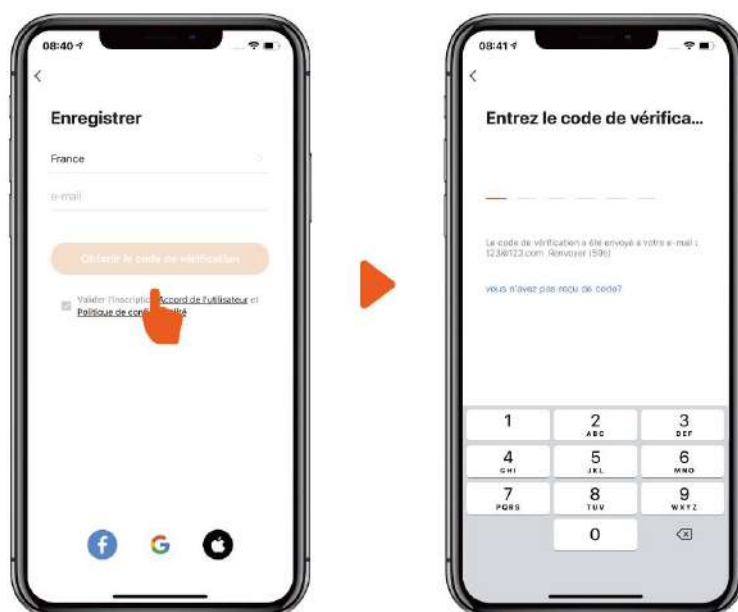 08:40
Enregistrer
France
e-mail
Obtenir le code de vérification
Valider l'inscription Accord de l'utilisateur et
Politique de
08:41
Entrez le code de vérifica...
Le code de vérification a été envoyé à votre e-mail :
123@123.com Renvoyer (59s)
vous n'avez pas reçu de code?
1
2
ABC
3
DEF
4
GHI
5
JKL
6
MNO
7
PQRS
8
TUV
9
WXYZ
0